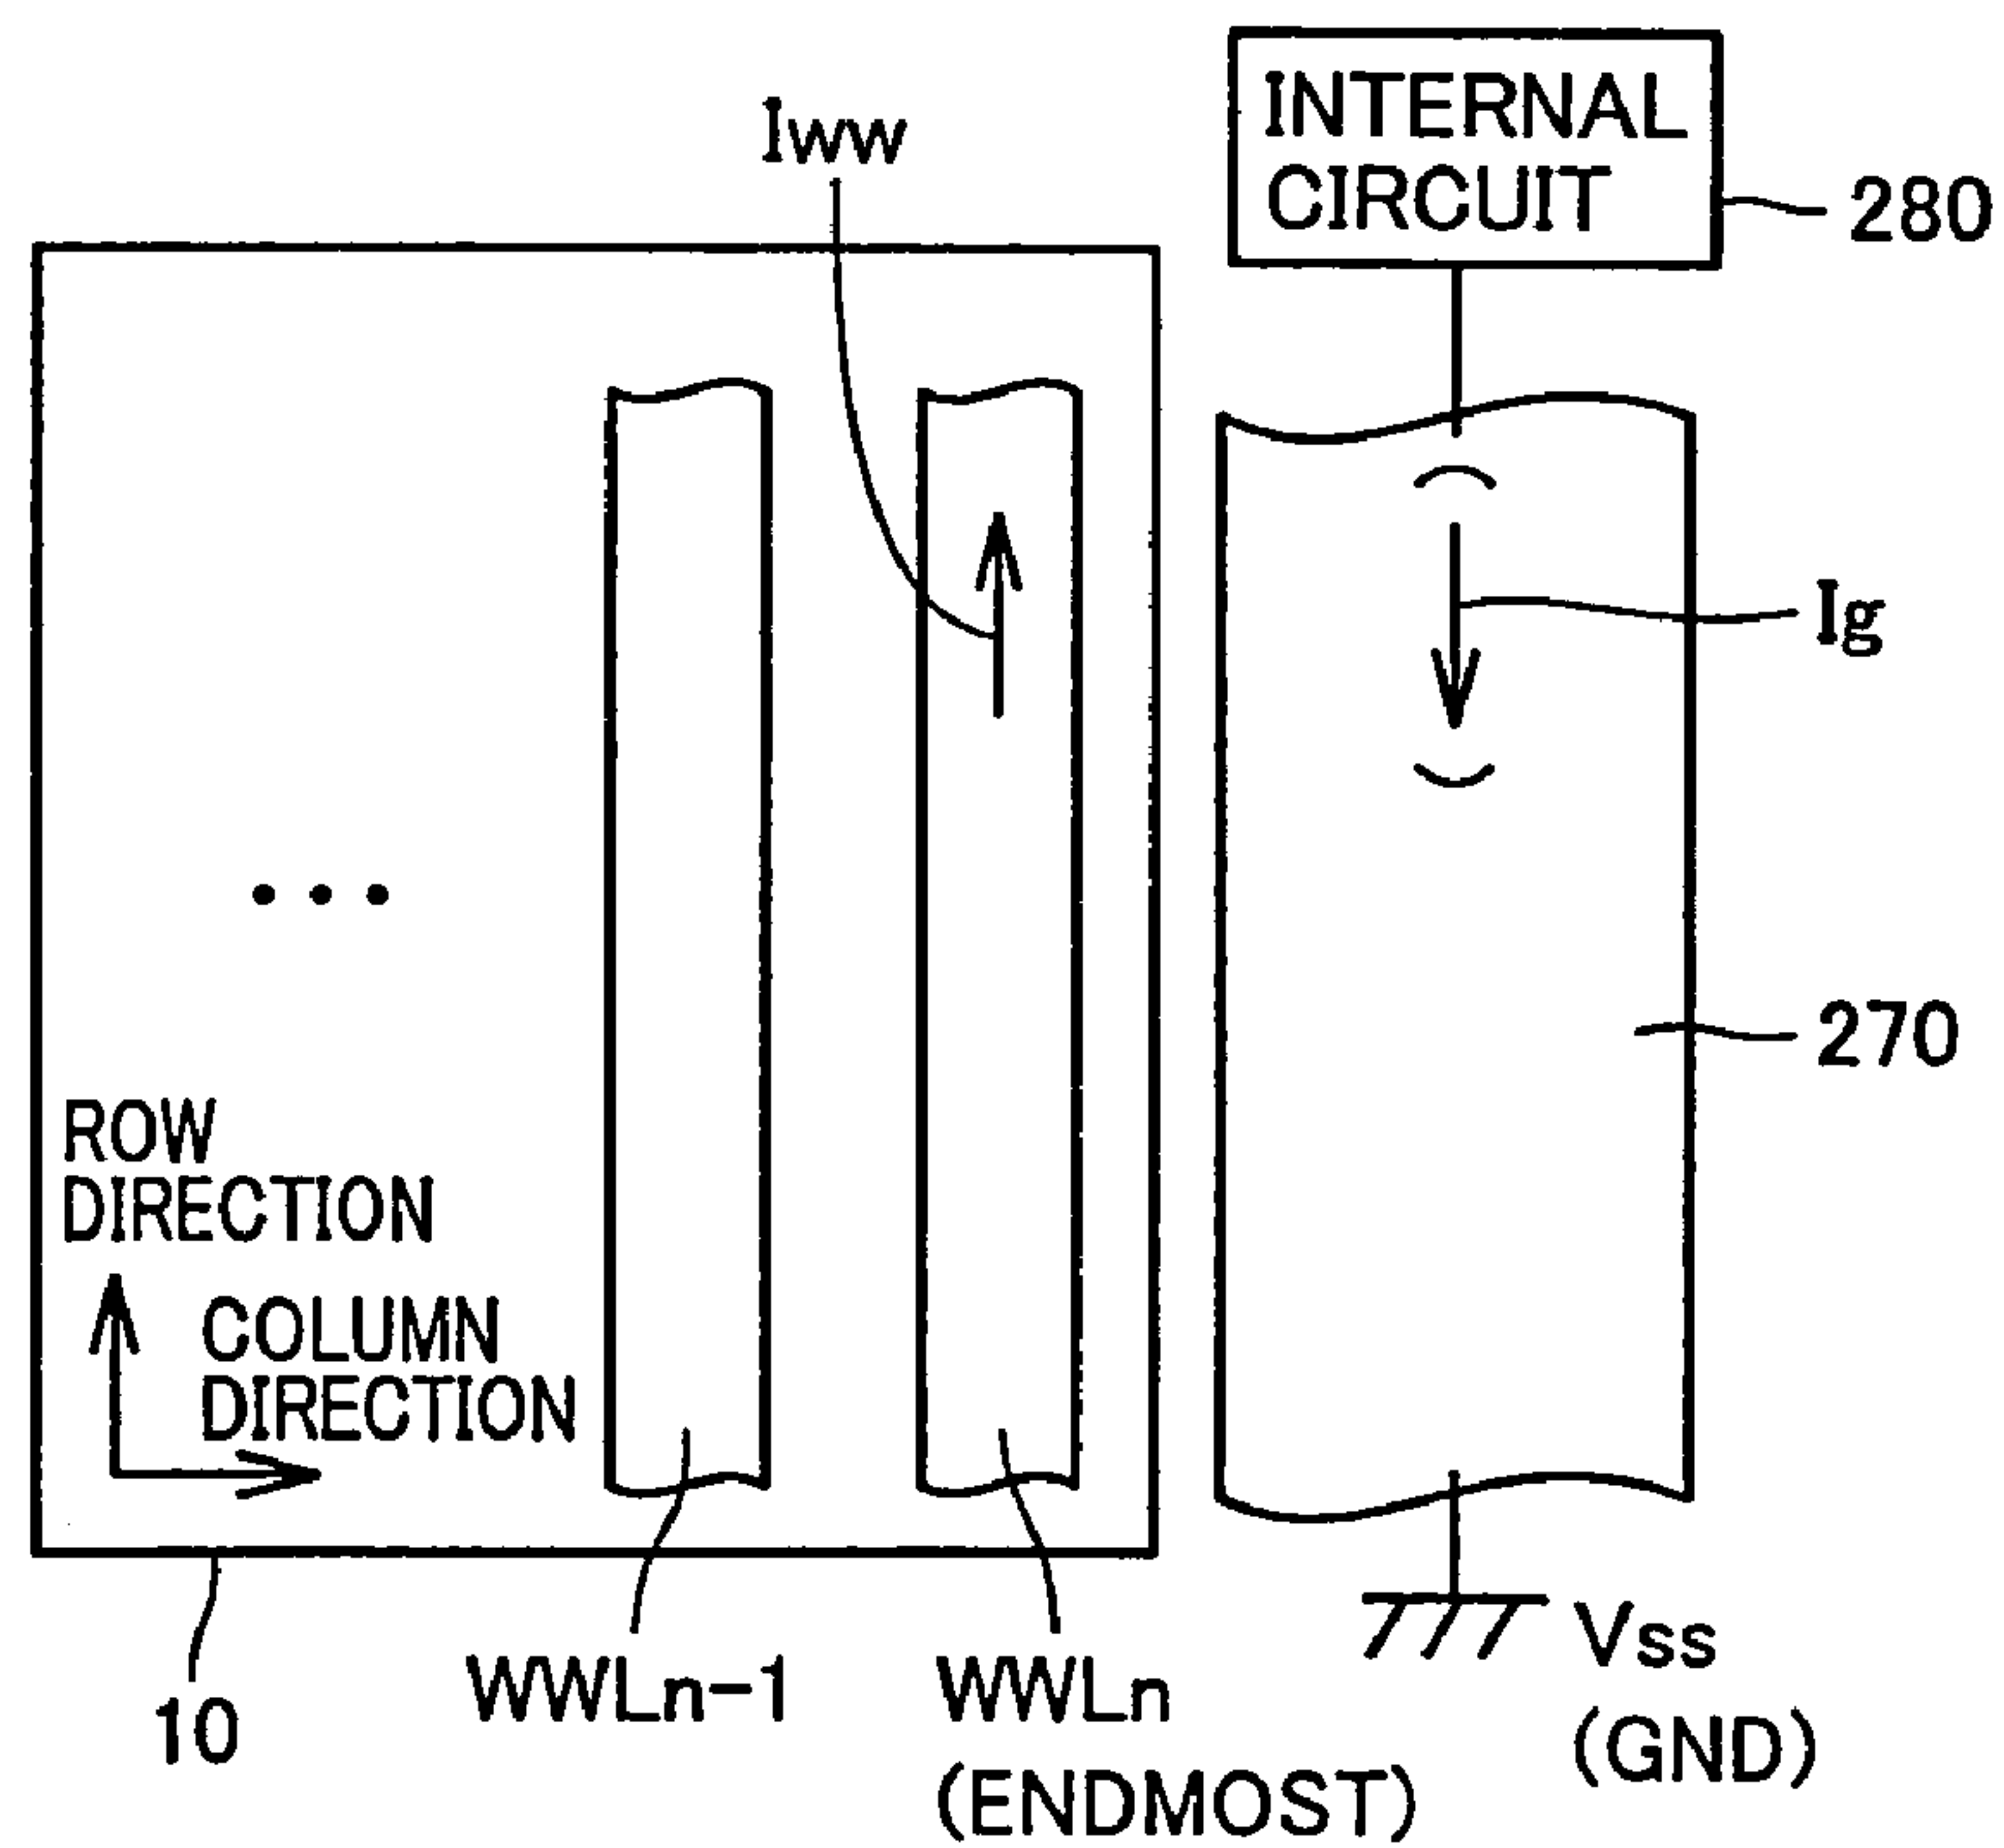 INTERNAL
CIRCUIT
280
Iww
Ig
270
ROW
DIRECTION
COLUMN
DIRECTION
10
WWLn-1
WWLn
(ENDMOST)
Vss
(GND)